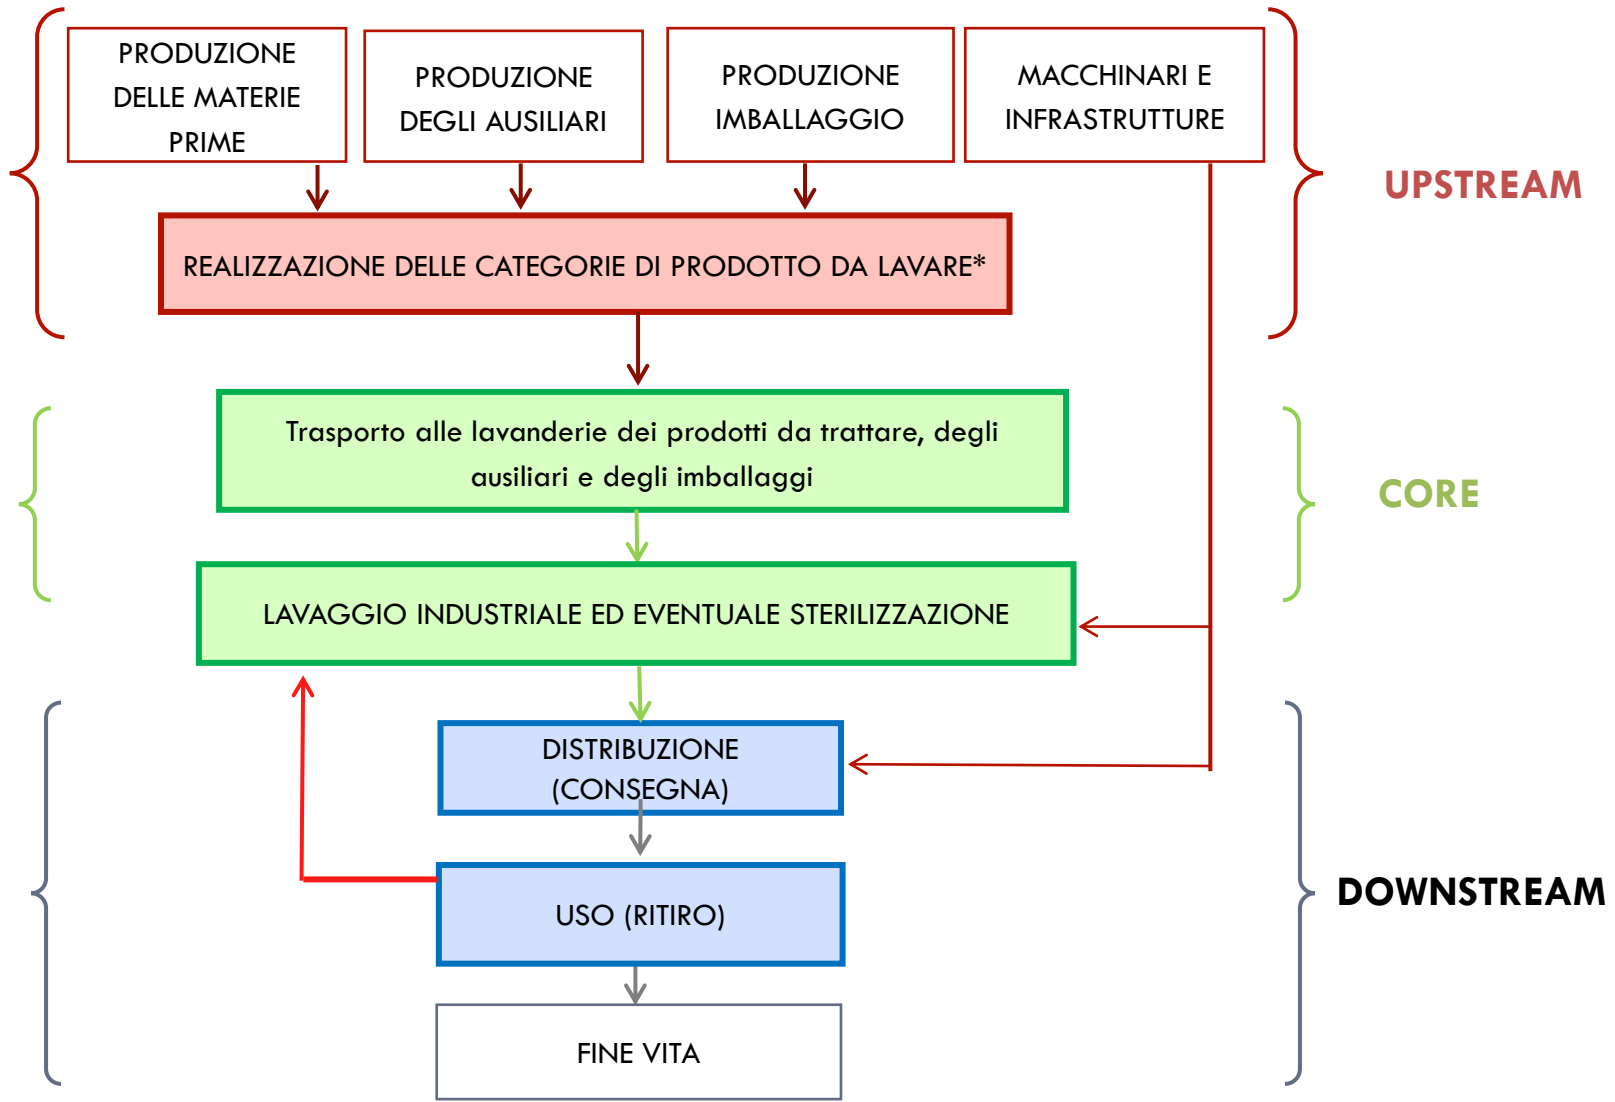 PRODUZIONE
DELLE MATERIE
PRIME
PRODUZIONE
DEGLI AUSILIARI
PRODUZIONE
IMBALLAGGIO
MACCHINARI E
INFRASTRUTTURE
UPSTREAM
REALIZZAZIONE DELLE CATEGORIE DI PRODOTTO DA LAVARE*
Trasporto alle lavanderie dei prodotti da trattare, degli
ausiliari e degli imballaggi
CORE
LAVAGGIO INDUSTRIALE ED EVENTUALE STERILIZZAZIONE
DISTRIBUZIONE
(CONSEGNA)
DOWNSTREAM
USO (RITIRO)
FINE VITA